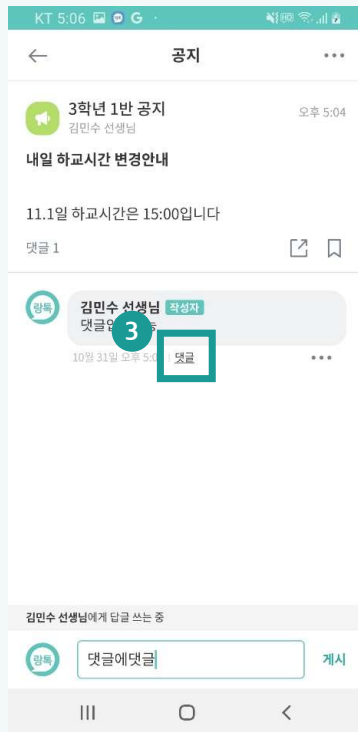 KT 5:06
공지
3학년 1반 공지
오후 5:04
김민수 선생님
내일 하교시간 변경안내
11.1일 하교시간은 15:00입니다
댓글 1
랑톡
김민수 선생님 작성자
3
10월 31일 오후 5:0
댓글
김민수 선생님에게 답글 쓰는 중
랑톡
댓글에댓글
게시